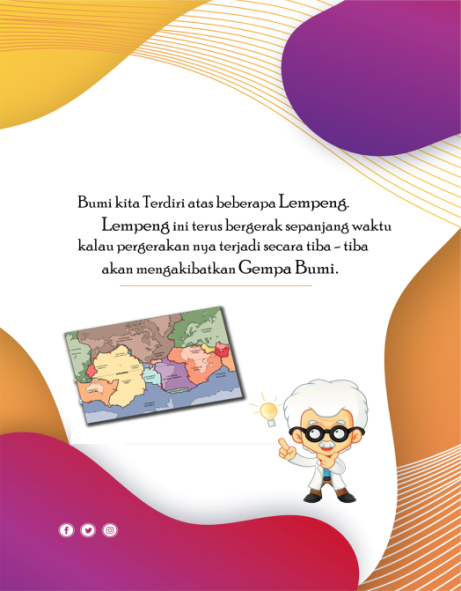 Bumi kita Terdiri atas beberapa Lempeng.
Lempeng ini terus bergerak sepanjang waktu
kalau pergerakan nya terjadi secara tiba - tiba
akan mengakibatkan Gempa Bumi.